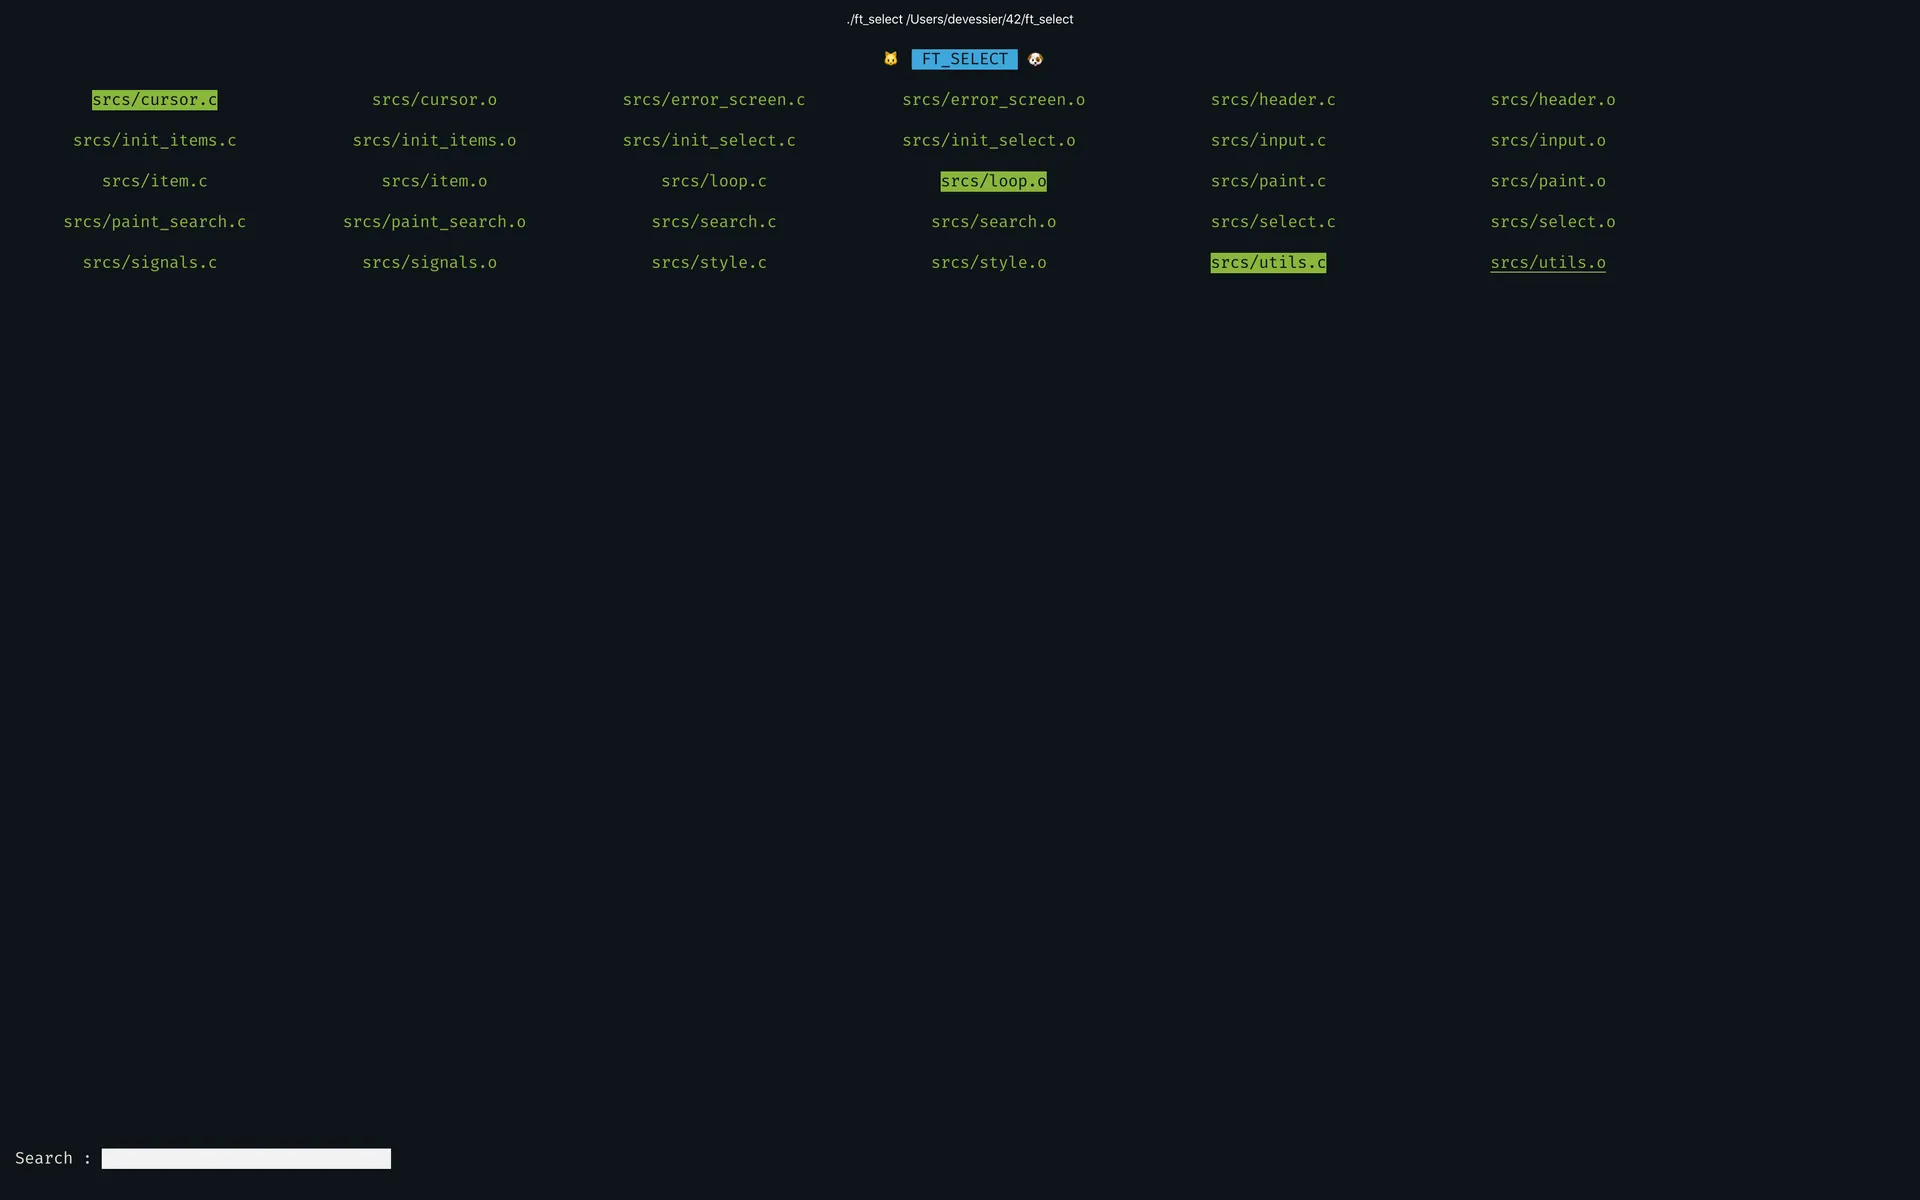 ./ft_select /Users/devessier/42/ft_select
🐱 FT_SELECT 🐶
srcs/cursor.c srcs/cursor.o srcs/error_screen.c srcs/error_screen.o srcs/header.c srcs/header.o
srcs/init_items.c srcs/init_items.o srcs/init_select.c srcs/init_select.o srcs/input.c srcs/input.o
srcs/item.c srcs/item.o srcs/loop.c srcs/loop.o srcs/paint.c srcs/paint.o
srcs/paint_search.c srcs/paint_search.o srcs/search.c srcs/search.o srcs/select.c srcs/select.o
srcs/signals.c srcs/signals.o srcs/style.c srcs/style.o srcs/utils.c srcs/utils.o
Search :